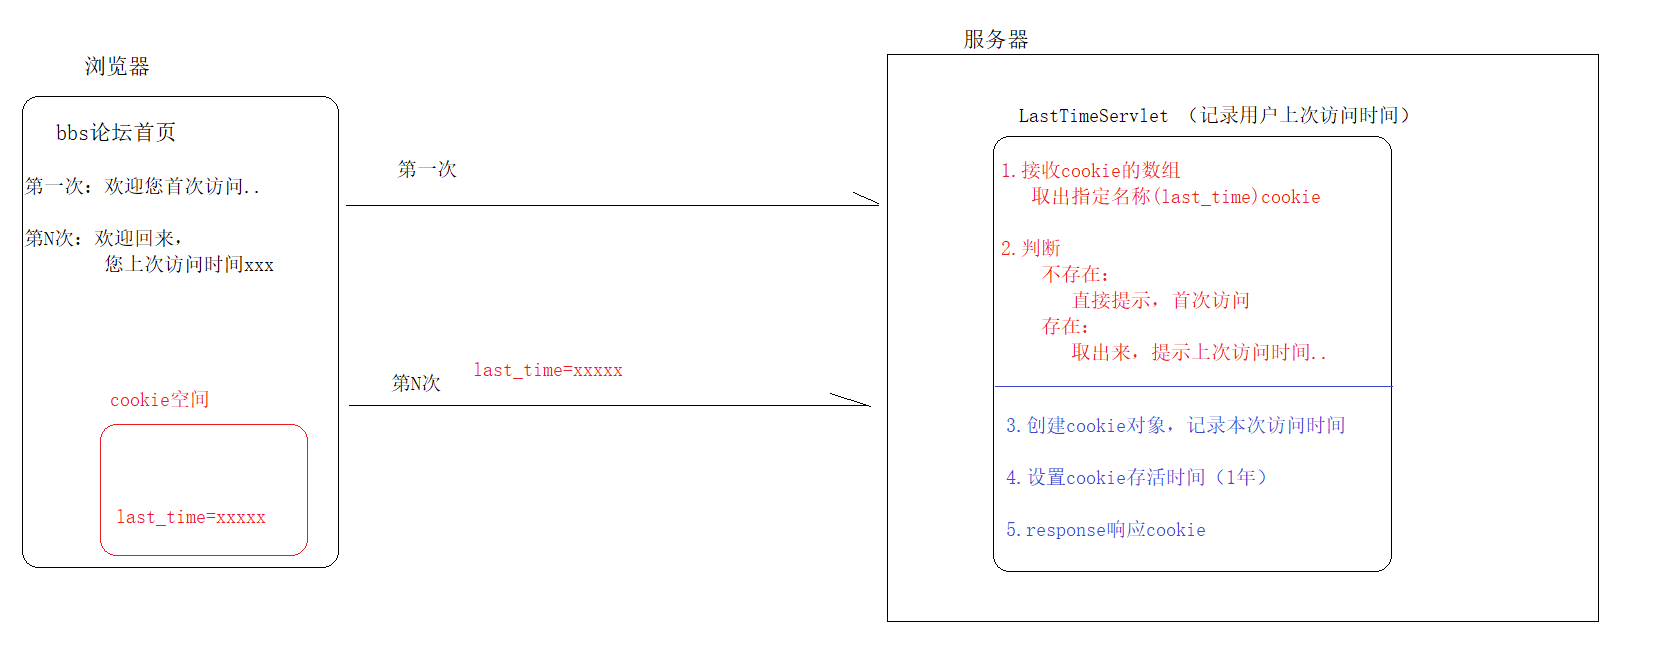 浏览器
bbs论坛首页
第一次: 欢迎您首次访问..
第N次: 欢迎回来,
您上次访问时间xxx
cookie空间
last_time=xxxxx
第一次
第N次
last_time=xxxxx
服务器
LastTimeServlet （记录用户上次访问时间）
1.接收cookie的数组
取出指定名称(last_time)cookie
2.判断
不存在:
直接提示, 首次访问
存在:
取出来, 提示上次访问时间..
3.创建cookie对象, 记录本次访问时间
4.设置cookie存活时间（1年）
5.response响应cookie